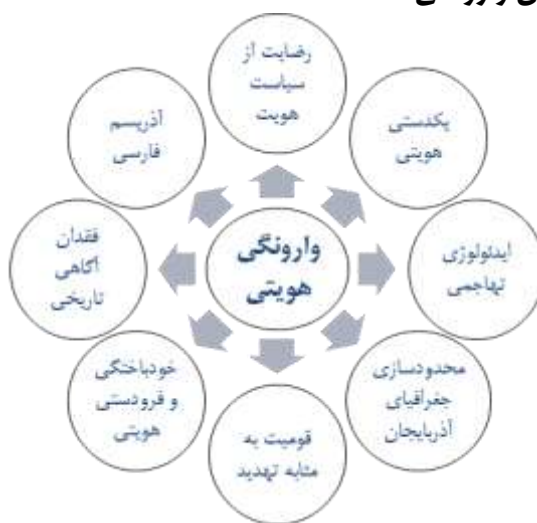 رضایت از
سیاست
هویت
یکدستی
هویتی
ایدئولوژی
تهاجمی
محدودسازی
جغرافیای
آذربایجان
قومیت به
مثابه تهدید
خودباختگی
و فرودستی
هویتی
فقدان
آگاهی
تاریخی
آذریسم
فارسی
وارونگی
هویتی